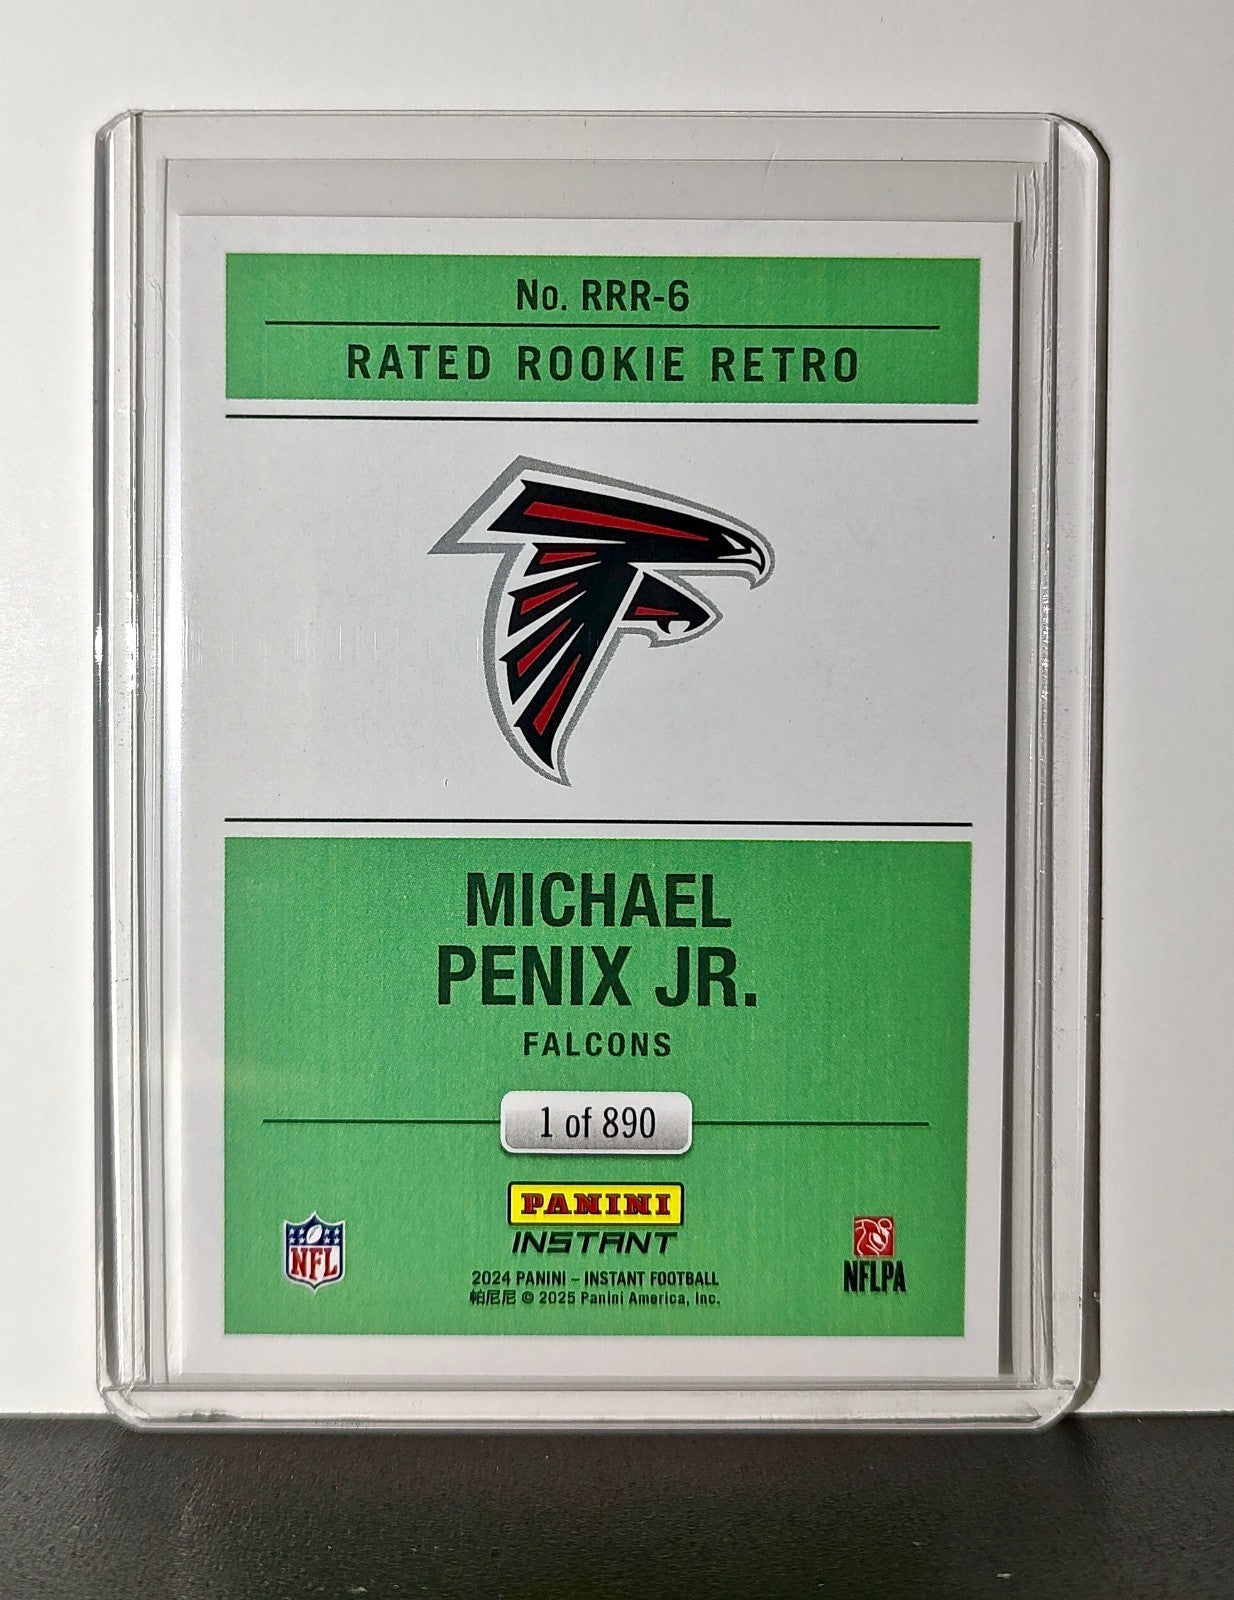 No. RRR-6
RATED ROOKIE RETRO
MICHAEL
PENIX JR.
FALCONS
1 of 890
PANINI
INSTANT
NFL
NFLPA
2024 PANINI – INSTANT FOOTBALL
帕尼尼 © 2025 Panini America, Inc.